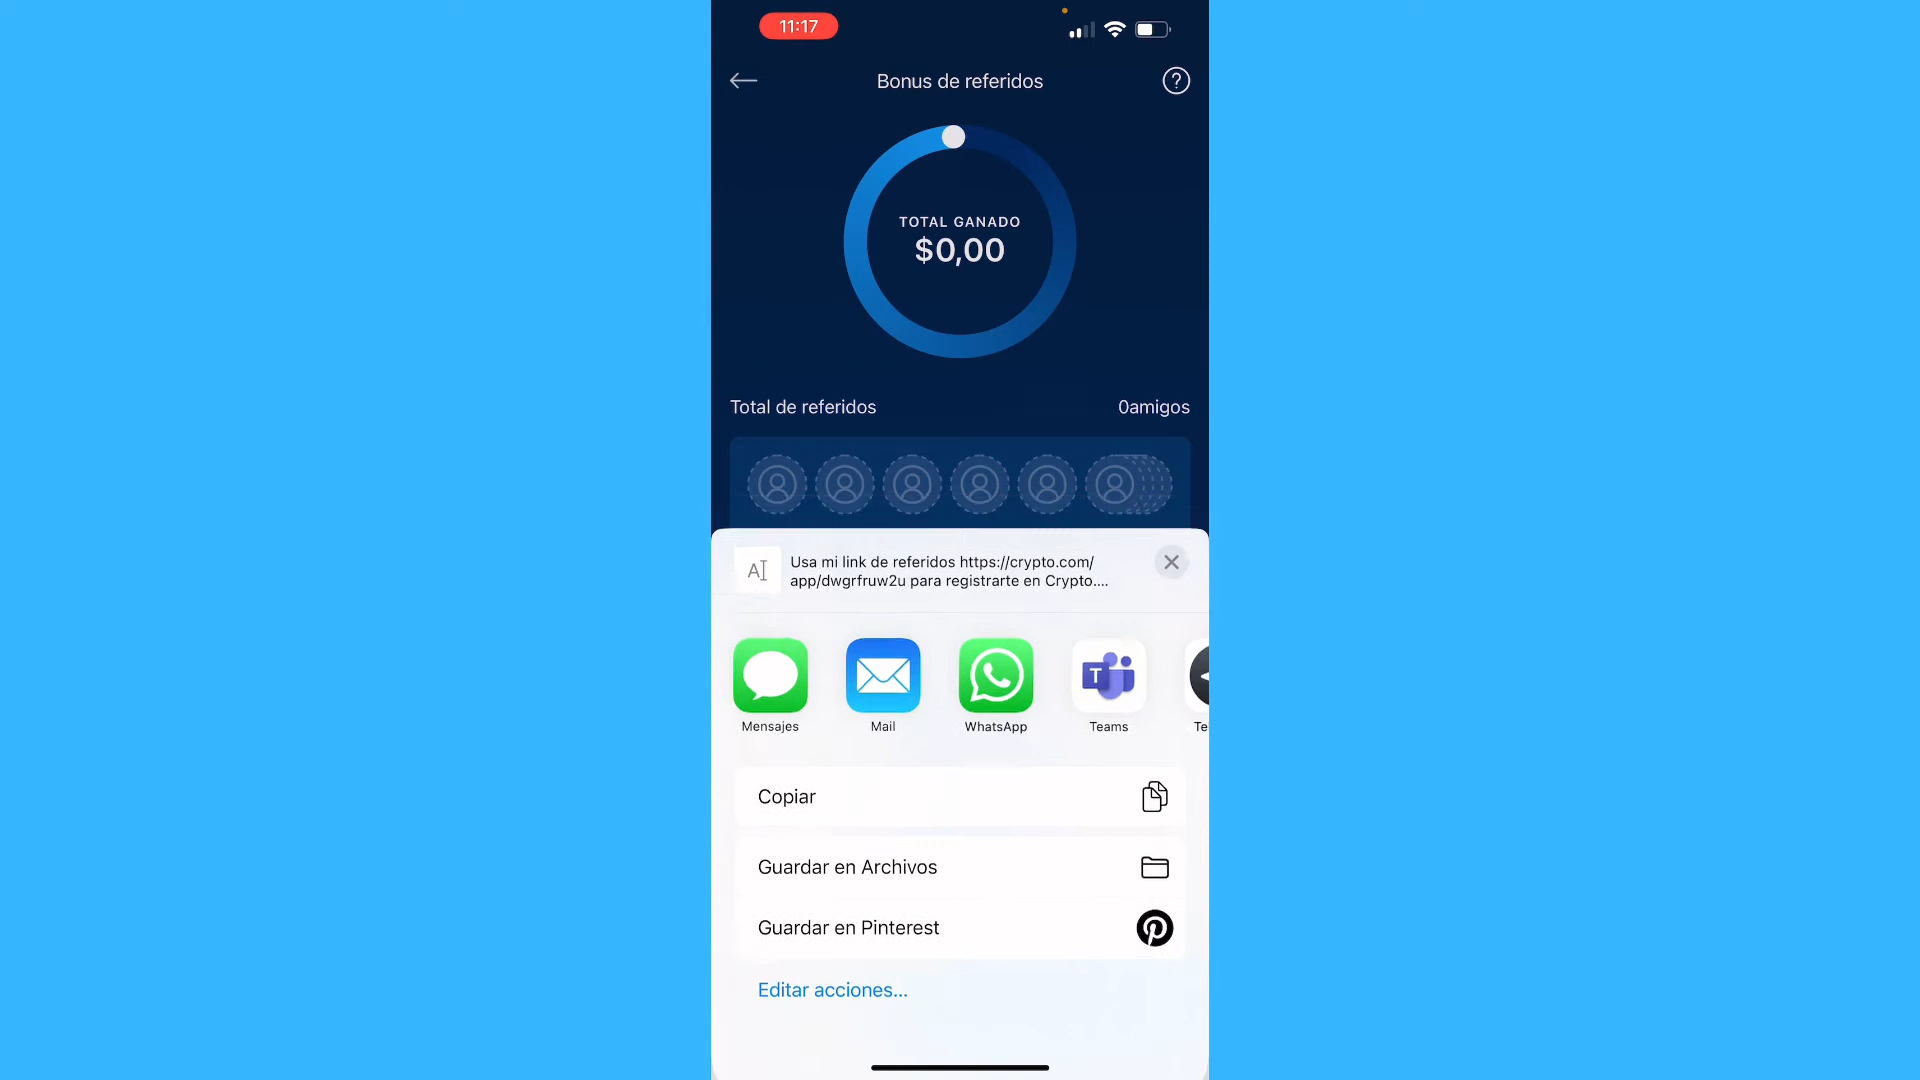 11:17
Bonus de referidos
?
TOTAL GANADO
$0,00
Total de referidos
0amigos
Usa mi link de referidos https://crypto.com/
app/dwgrfruw2u para registrarte en Crypto....
Mensajes
Mail
WhatsApp
T
Teams
Te
Copiar
Guardar en Archivos
Guardar en Pinterest
Editar acciones...